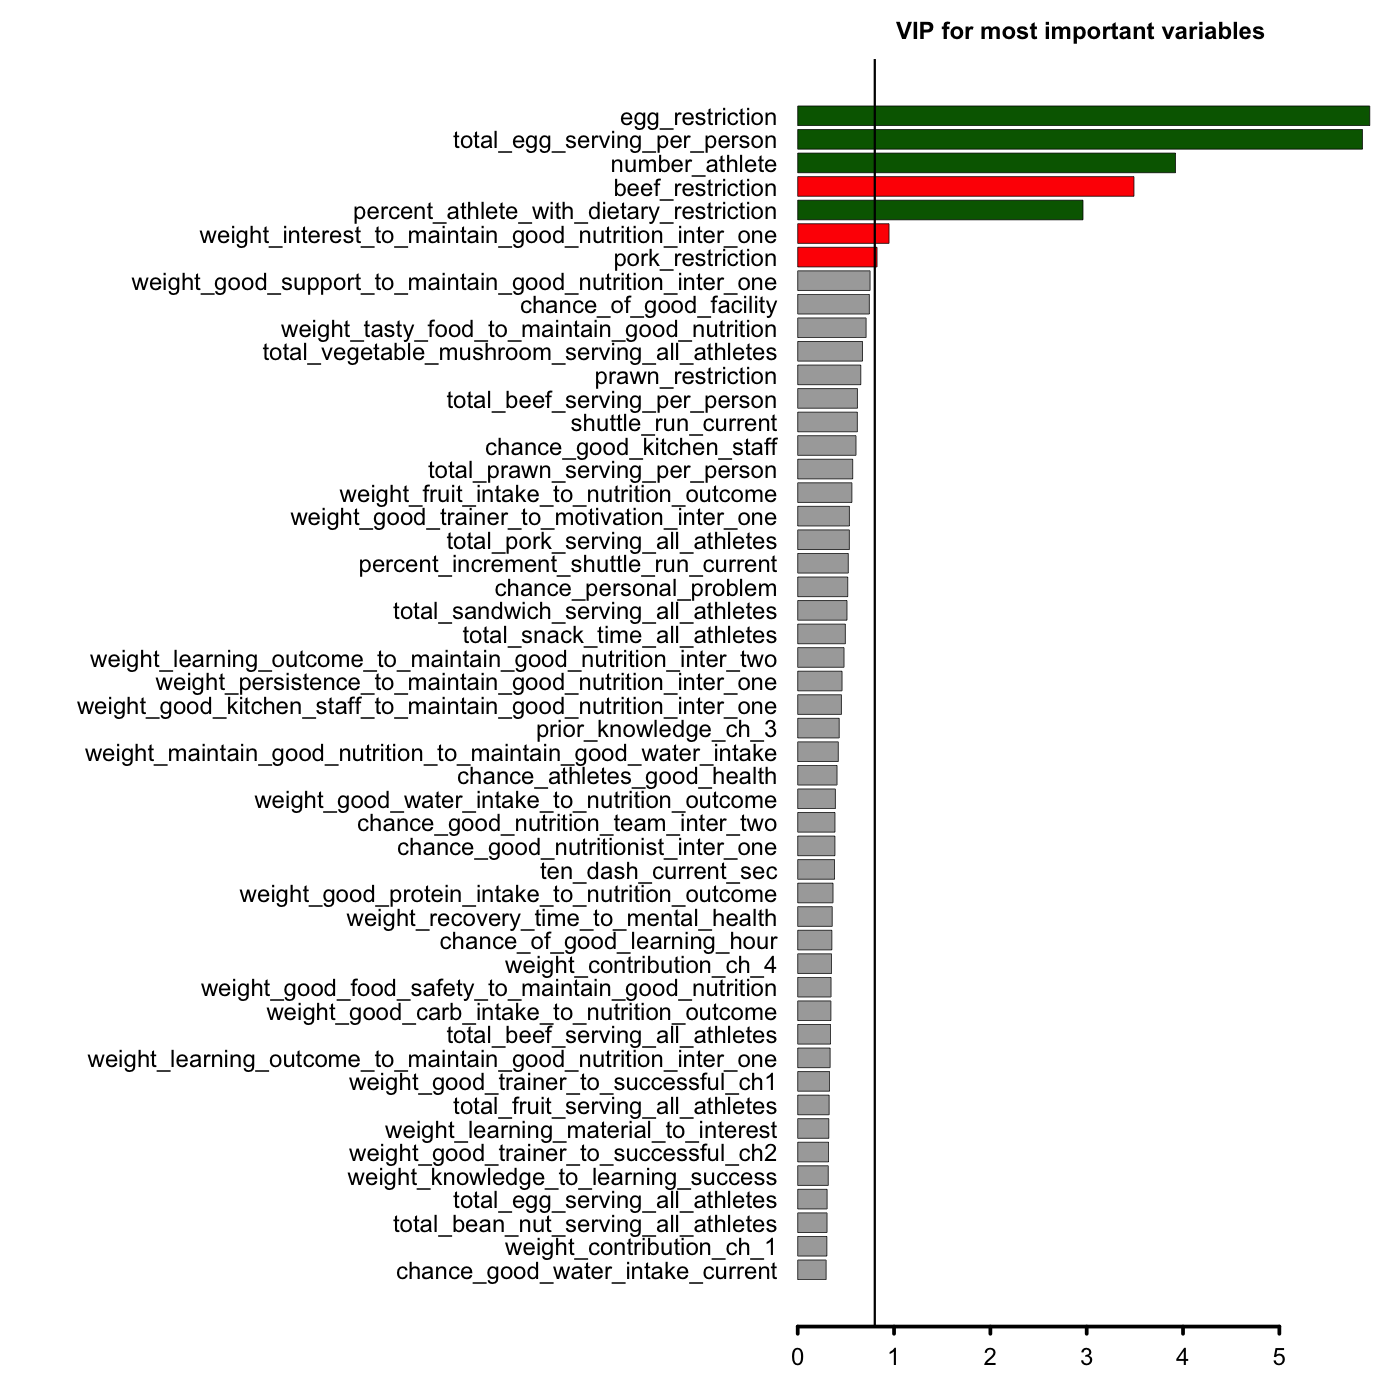 VIP for most important variables
egg_restriction
total_egg_serving_per_person
number_athlete
beef_restriction
percent_athlete_with_dietary_restriction
weight_interest_to_maintain_good_nutrition_inter_one
pork_restriction
weight_good_support_to_maintain_good_nutrition_inter_one
chance_of_good_facility
weight_tasty_food_to_maintain_good_nutrition
total_vegetable_mushroom_serving_all_athletes
prawn_restriction
total_beef_serving_per_person
shuttle_run_current
chance_good_kitchen_staff
total_prawn_serving_per_person
weight_fruit_intake_to_nutrition_outcome
weight_good_trainer_to_motivation_inter_one
total_pork_serving_all_athletes
percent_increment_shuttle_run_current
chance_personal_problem
total_sandwich_serving_all_athletes
total_snack_time_all_athletes
weight_learning_outcome_to_maintain_good_nutrition_inter_two
weight_persistence_to_maintain_good_nutrition_inter_one
weight_good_kitchen_staff_to_maintain_good_nutrition_inter_one
prior_knowledge_ch_3
weight_maintain_good_nutrition_to_maintain_good_water_intake
chance_athletes_good_health
weight_good_water_intake_to_nutrition_outcome
chance_good_nutrition_team_inter_two
chance_good_nutritionist_inter_one
ten_dash_current_sec
weight_good_protein_intake_to_nutrition_outcome
weight_recovery_time_to_mental_health
chance_of_good_learning_hour
weight_contribution_ch_4
weight_good_food_safety_to_maintain_good_nutrition
weight_good_carb_intake_to_nutrition_outcome
total_beef_serving_all_athletes
weight_learning_outcome_to_maintain_good_nutrition_inter_one
weight_good_trainer_to_successful_ch1
total_fruit_serving_all_athletes
weight_learning_material_to_interest
weight_good_trainer_to_successful_ch2
weight_knowledge_to_learning_success
total_egg_serving_all_athletes
total_bean_nut_serving_all_athletes
weight_contribution_ch_1
chance_good_water_intake_current
0 1 2 3 4 5